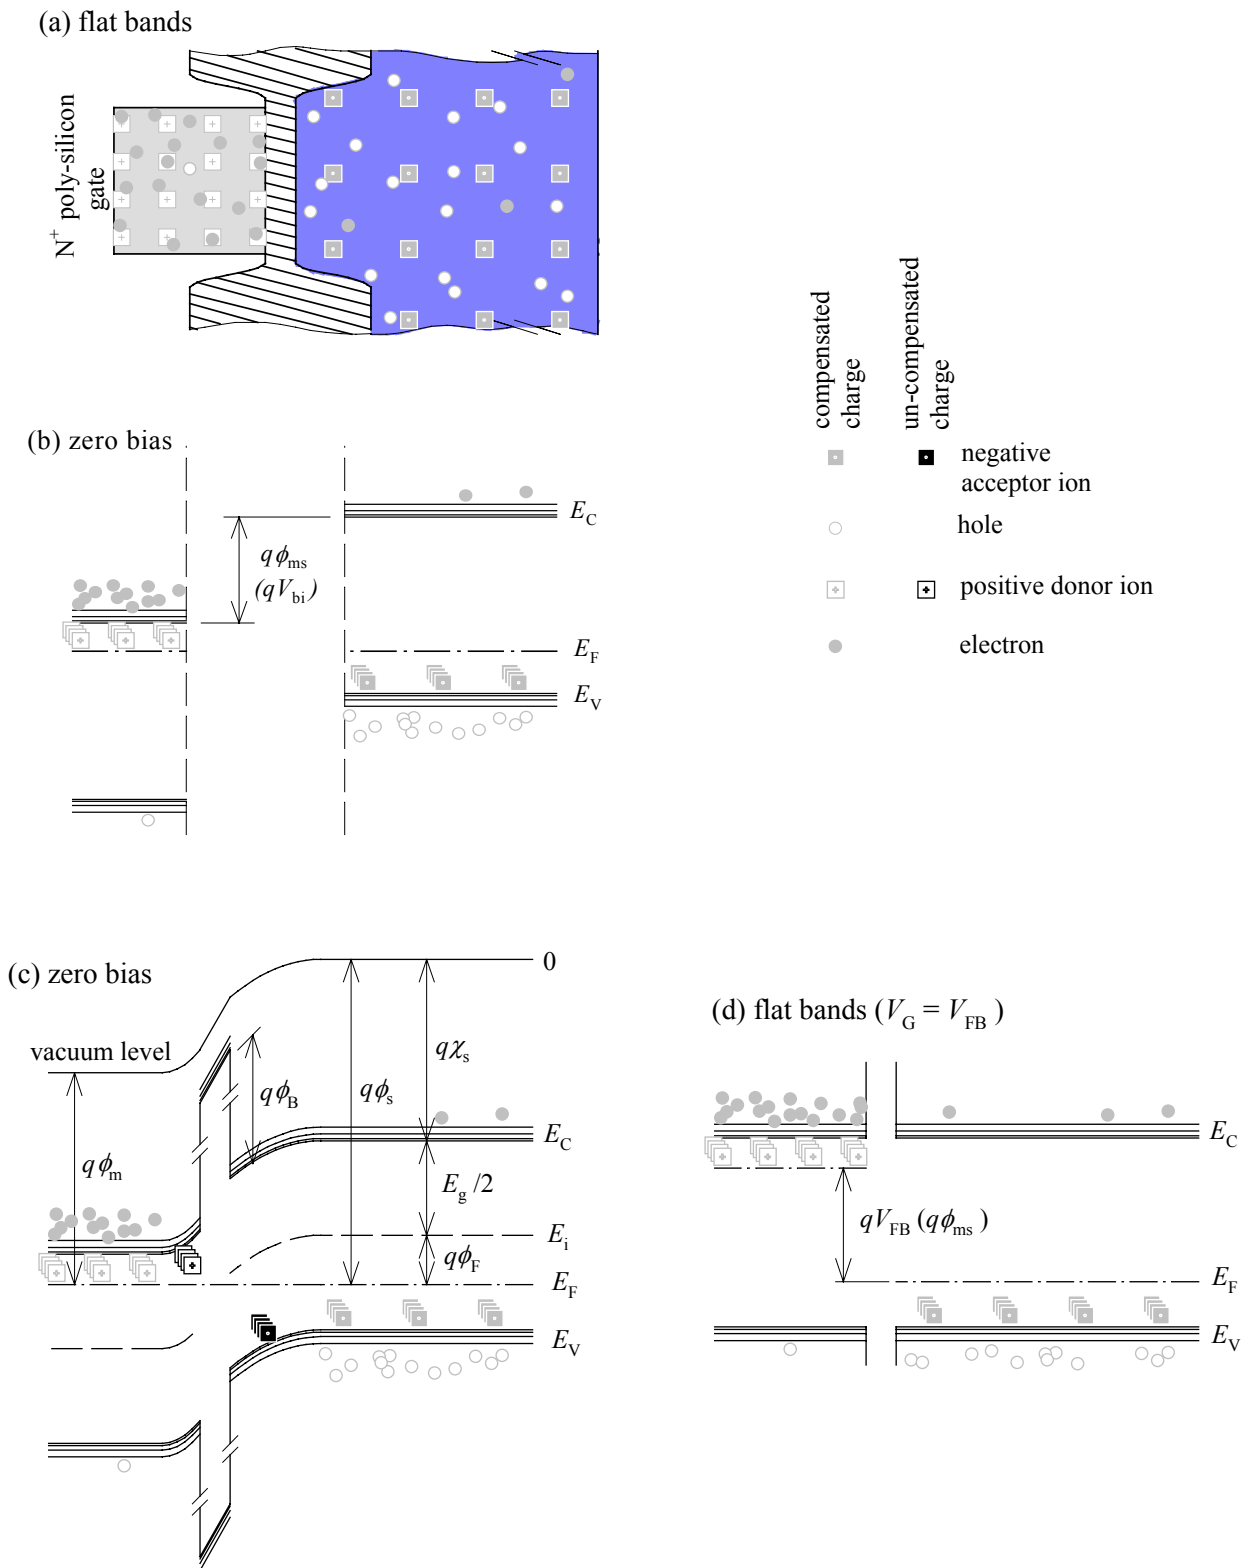 (a) flat bands
N+ poly-silicon
gate
compensated
charge
un-compensated
charge
negative
acceptor ion
hole
positive donor ion
electron
(b) zero bias
EC
qϕms
(qVbi)
EF
EV
(c) zero bias
0
vacuum level
qχs
qϕB
qϕs
EC
qϕm
Eg/2
Ei
qϕF
EF
EV
(d) flat bands (VG = VFB)
EC
qVFB (qϕms)
EF
EV